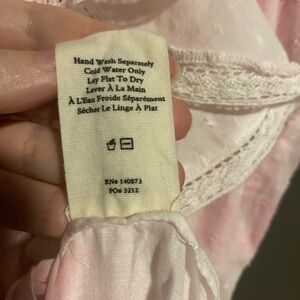 Hand Wash Separately
Cold Water Only
Lay Flat To Dry
Lever À La Main
À L'Eau Froide Séparément
Sécher Le Linge À Plat
RN# 140873
PO# 3212